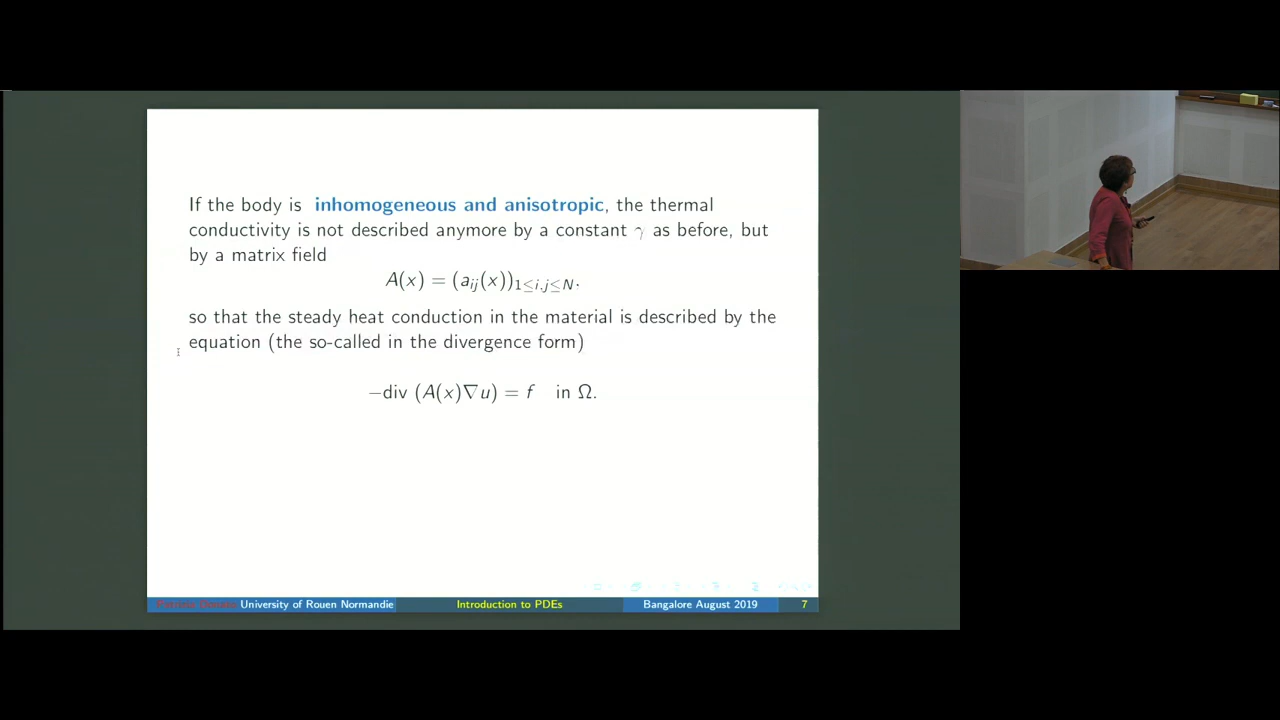 If the body is inhomogeneous and anisotropic, the thermal
conductivity is not described anymore by a constant γ as before, but
by a matrix field
A(x) = (aij(x))1≤i,j≤N.
so that the steady heat conduction in the material is described by the
equation (the so-called in the divergence form)
−div (A(x)∇u) = f in Ω.
University of Rouen Normandie Introduction to PDEs Bangalore August 2019 7